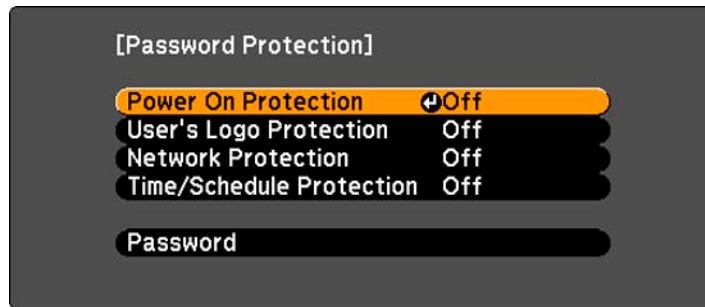 [Password Protection]
Power On Protection Off
User's Logo Protection Off
Network Protection Off
Time/Schedule Protection Off
Password